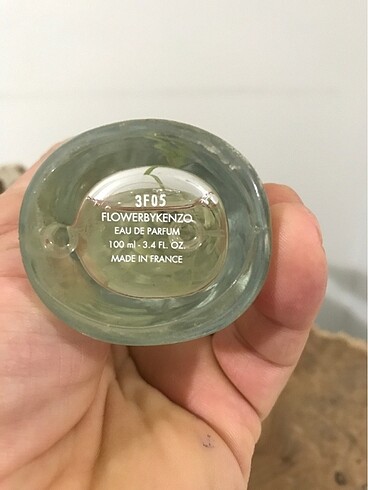 3F05
FLOWERBYKENZO
EAU DE PARFUM
100 ml - 3.4 FL. OZ.
MADE IN FRANCE